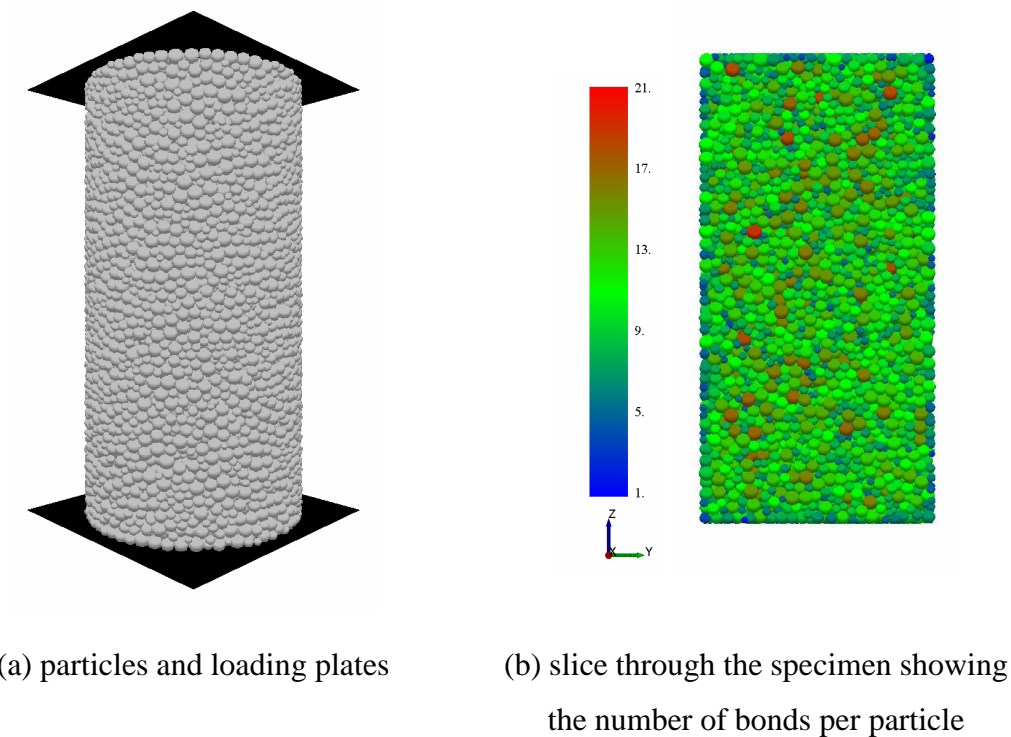 21.
17.
13.
9.
5.
1.
Z
X
Y
(a) particles and loading plates
(b) slice through the specimen showing
the number of bonds per particle